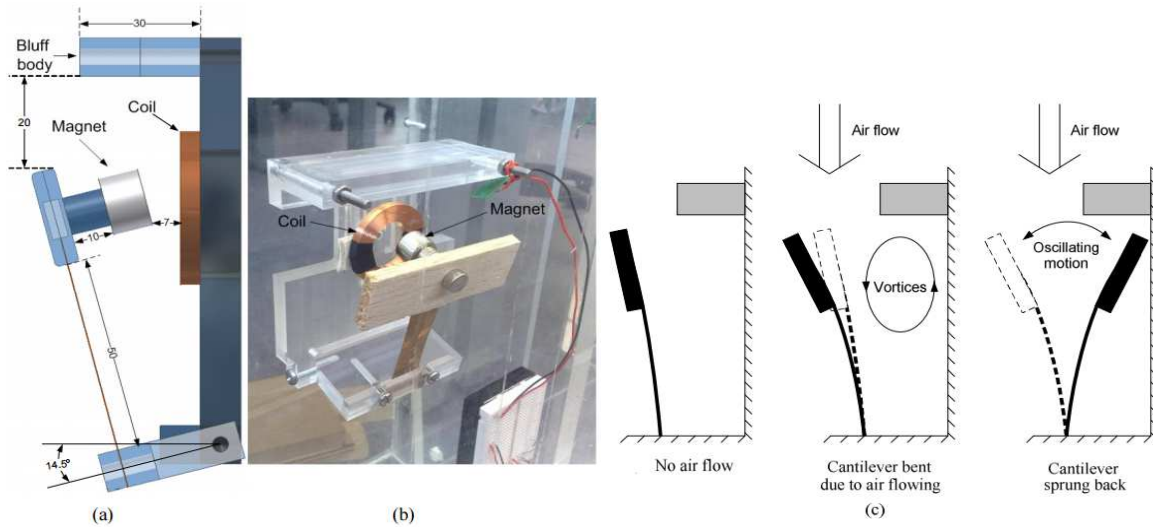 30
Bluff
body
20
Coil
Magnet
7
10
50
14.5º
(a)
Coil
Magnet
(b)
Air flow
Air flow
Vortices
Oscillating
motion
No air flow
Cantilever bent
due to air flowing
Cantilever
sprung back
(c)